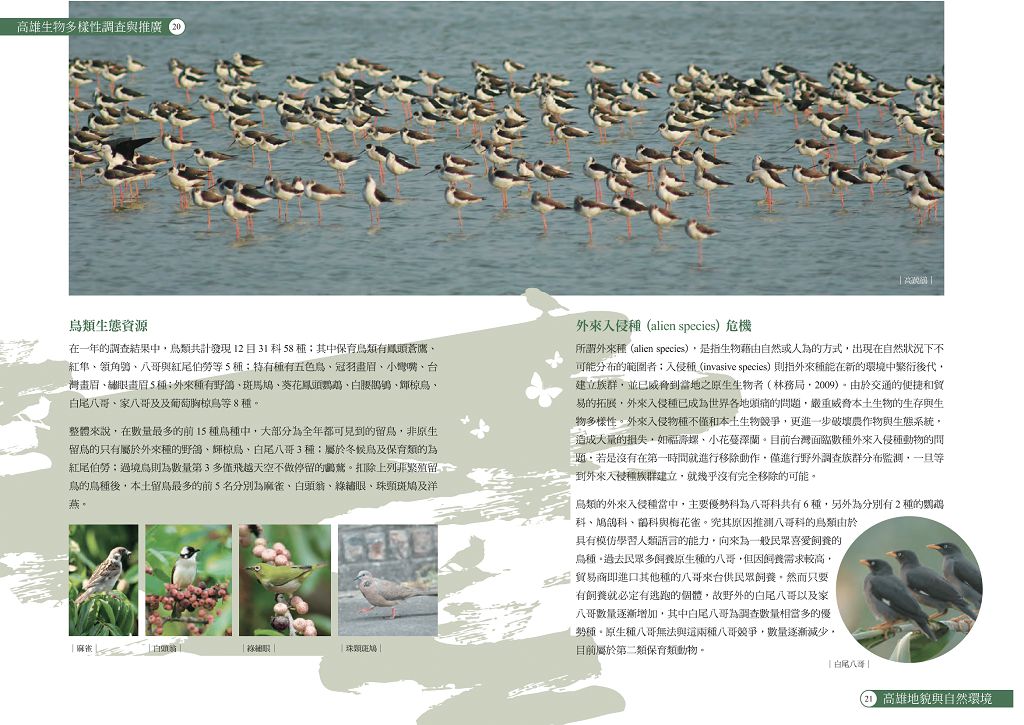 高雄生物多樣性調查與推廣 20
｜高蹺鴴｜
鳥類生態資源
在一年的調查結果中，鳥類共計發現 12 目 31 科 58 種；其中保育鳥類有鳳頭蒼鷹、
紅隼、領角鴞、八哥與紅尾伯勞等 5 種；特有種有五色鳥、冠羽畫眉、小彎嘴、台
灣畫眉、繡眼畫眉 5 種；外來種有野鴿、斑馬鳩、葵花鳳頭鸚鵡、白腰鵲鴝、輝椋鳥、
白尾八哥、家八哥及及葡萄胸椋鳥等 8 種。
整體來說，在數量最多的前 15 種鳥種中，大部分為全年都可見到的留鳥，非原生
留鳥的只有屬於外來種的野鴿、輝椋鳥、白尾八哥 3 種；屬於冬候鳥及保育類的為
紅尾伯勞；過境鳥則為數量第 3 多僅飛越天空不做停留的鸕鶿。扣除上列非繁殖留
鳥的鳥種後，本土留鳥最多的前 5 名分別為麻雀、白頭翁、綠繡眼、珠頸斑鳩及洋
燕。
｜麻雀｜
｜白頭翁｜
｜綠繡眼｜
｜珠頸斑鳩｜
外來入侵種 (alien species) 危機
所謂外來種 (alien species)，是指生物藉由自然或人為的方式，出現在自然狀況下不
可能分布的範圍者；入侵種 (invasive species) 則指外來種能在新的環境中繁衍後代，
建立族群，並已威脅到當地之原生生物者（林務局，2009）。由於交通的便捷和貿
易的拓展，外來入侵種已成為世界各地頭痛的問題，嚴重威脅本土生物的生存與生
物多樣性。外來入侵物種不僅和本土生物競爭，更進一步破壞農作物與生態系統，
造成大量的損失，如福壽螺、小花蔓澤蘭。目前台灣面臨數種外來入侵種動物的問
題，若是沒有在第一時間就進行移除動作，僅進行野外調查族群分布監測，一旦等
到外來入侵種族群建立，就幾乎沒有完全移除的可能。
鳥類的外來入侵種當中，主要優勢科為八哥科共有 6 種，另外為分別有 2 種的鸚鵡
科、鳩鴿科、鶲科與梅花雀。究其原因推測八哥科的鳥類由於
具有模仿學習人類語言的能力，向來為一般民眾喜愛飼養的
鳥種。過去民眾多飼養原生種的八哥，但因飼養需求較高，
貿易商即進口其他種的八哥來台供民眾飼養。然而只要
有飼養就必定有逃跑的個體，故野外的白尾八哥以及家
八哥數量逐漸增加，其中白尾八哥為調查數量相當多的優
勢種。原生種八哥無法與這兩種八哥競爭，數量逐漸減少，
目前屬於第二類保育類動物。
｜白尾八哥｜
21 高雄地貌與自然環境